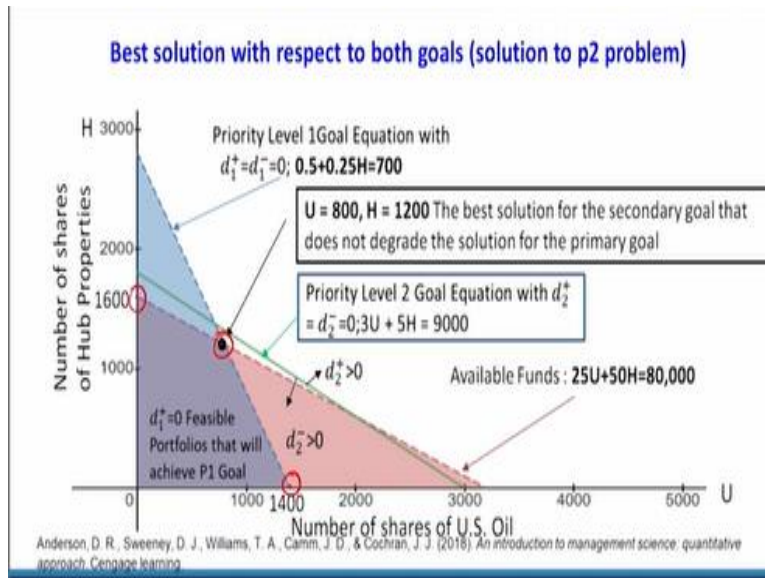 Best solution with respect to both goals (solution to p2 problem)
H 3000
Priority Level 1Goal Equation with
d₁⁺=d₁⁻=0; 0.5+0.25H=700
U = 800, H = 1200 The best solution for the secondary goal that
does not degrade the solution for the primary goal
2000
1600
Priority Level 2 Goal Equation with d₂⁺
= d₂⁻=0;3U + 5H = 9000
Number of shares
of Hub Properties
1000
d₂⁺>0
Available Funds : 25U+50H=80,000
d₁⁺=0 Feasible
Portfolios that will
achieve P1 Goal
d₂⁻>0
0 1000 1400 2000 3000 4000 5000 U
Number of shares of U.S. Oil
Anderson, D. R., Sweeney, D. J., Williams, T. A., Camm, J. D., & Cochran, J. J. (2018). An introduction to management science: quantitative
approach. Cengage learning.